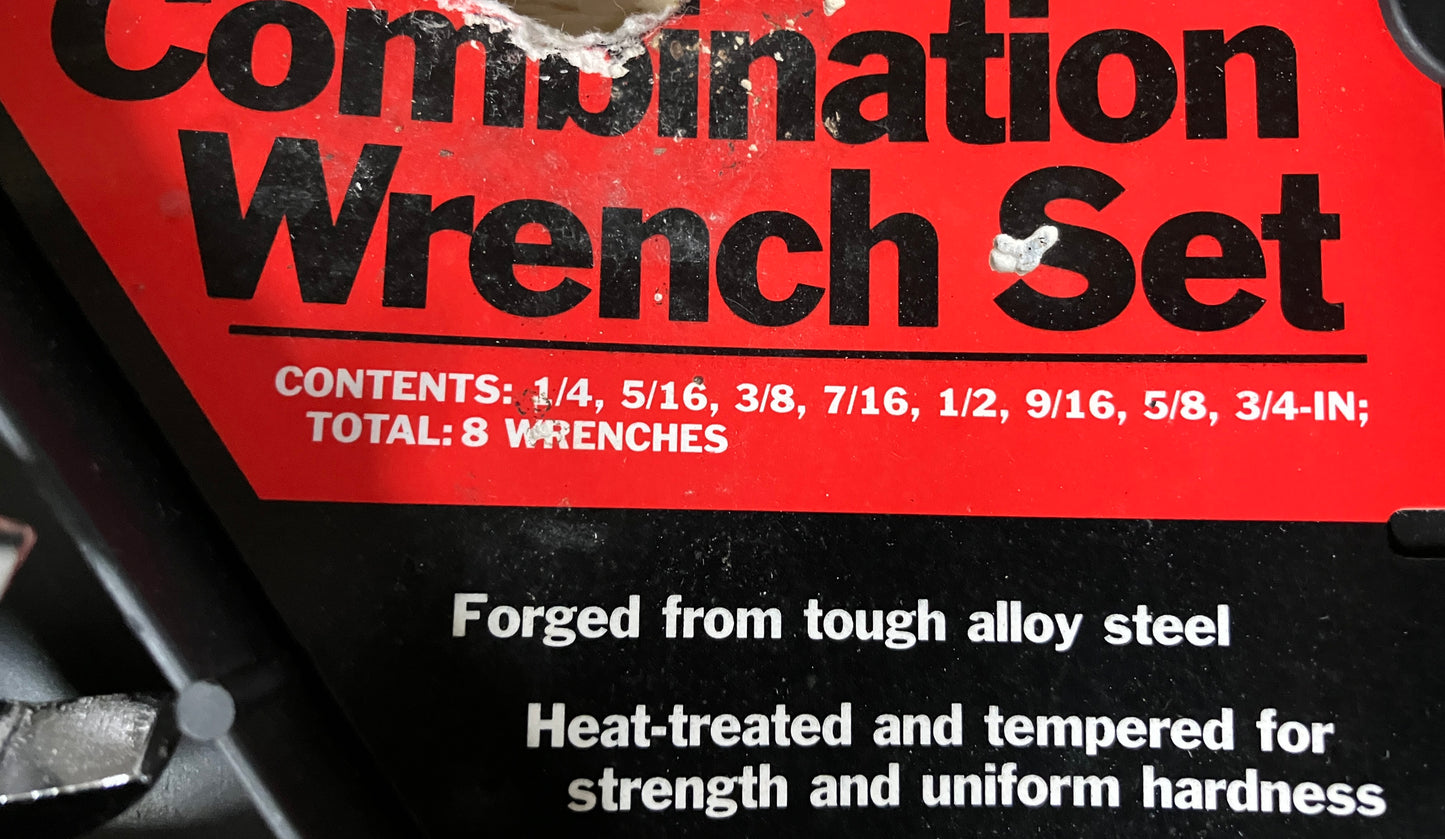 Combination
Wrench Set
CONTENTS: 1/4, 5/16, 3/8, 7/16, 1/2, 9/16, 5/8, 3/4-IN;
TOTAL: 8 WRENCHES
Forged from tough alloy steel
Heat-treated and tempered for
strength and uniform hardness